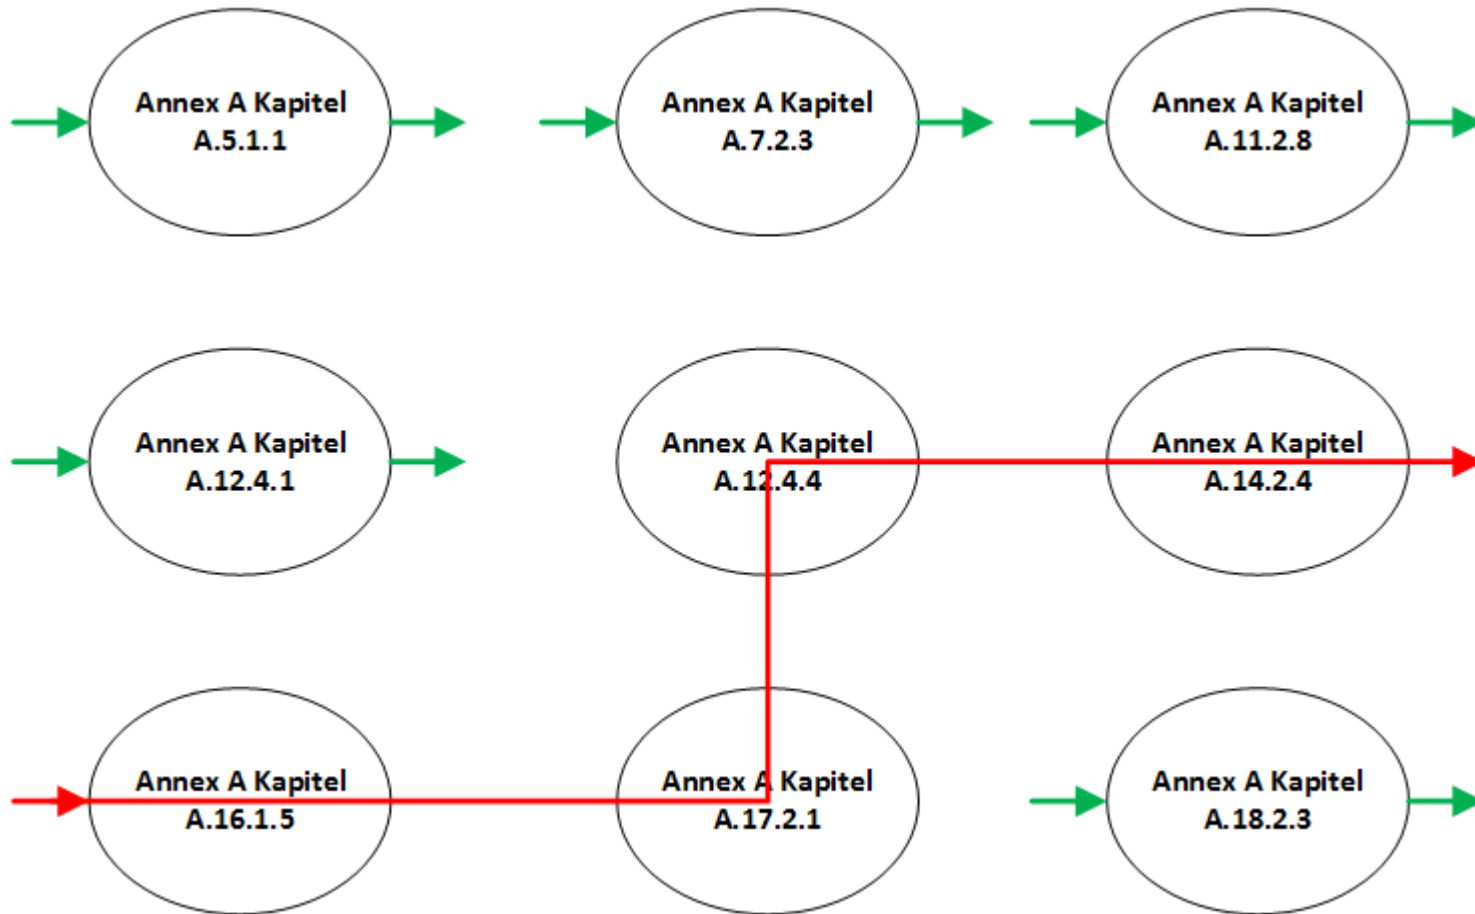 Annex A Kapitel
A.5.1.1
Annex A Kapitel
A.7.2.3
Annex A Kapitel
A.11.2.8
Annex A Kapitel
A.12.4.1
Annex A Kapitel
A.12.4.4
Annex A Kapitel
A.14.2.4
Annex A Kapitel
A.16.1.5
Annex A Kapitel
A.17.2.1
Annex A Kapitel
A.18.2.3